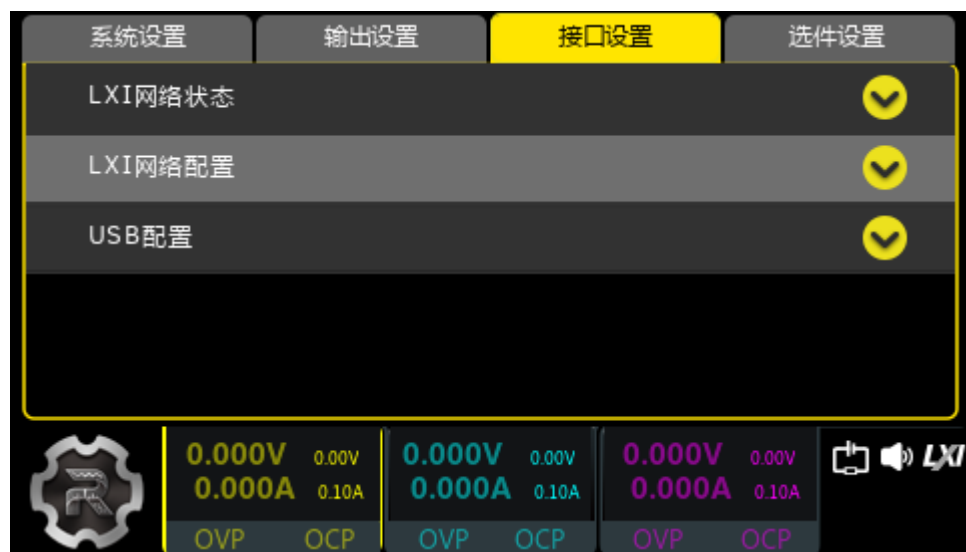 系统设置 输出设置 接口设置 选件设置
LXI网络状态
LXI网络配置
USB配置
0.000V 0.00V 0.000V 0.00V 0.000V 0.00V LXI
0.000A 0.10A 0.000A 0.10A 0.000A 0.10A
OVP OCP OVP OCP OVP OCP